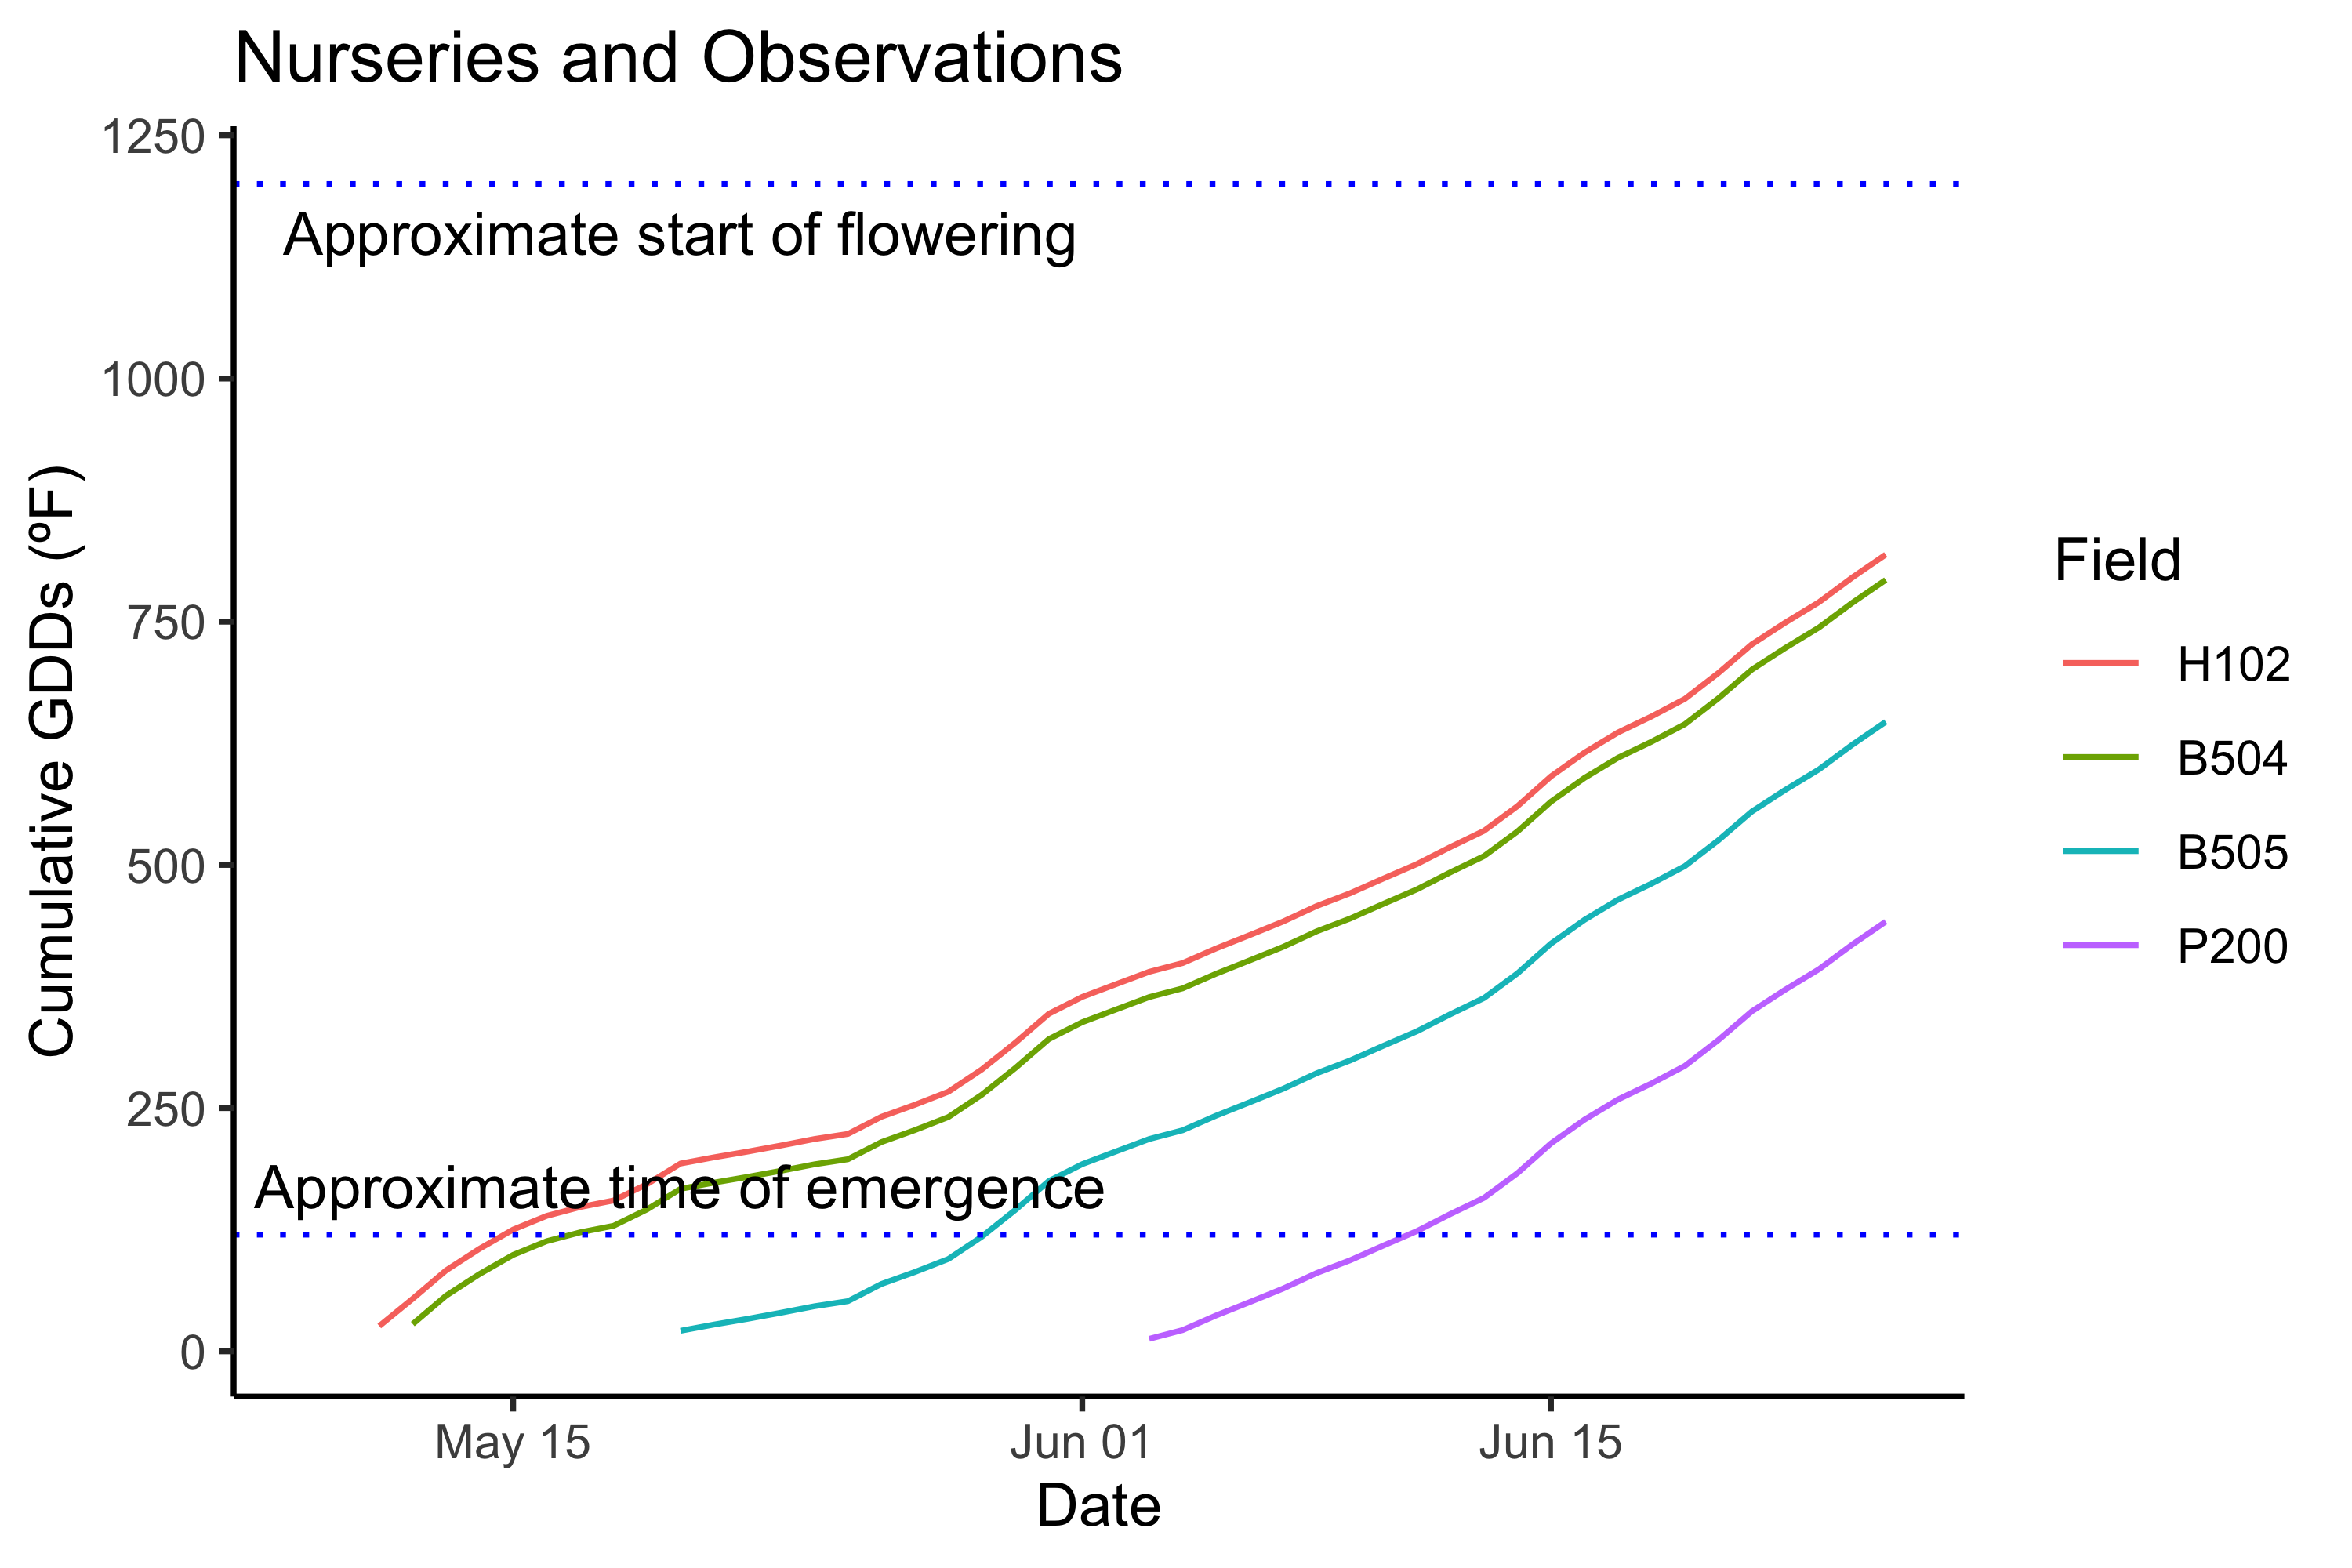 Nurseries and Observations
1250
Approximate start of flowering
1000
750
500
250
Approximate time of emergence
0
Cumulative GDDs (ºF)
May 15
Jun 01
Jun 15
Date
Field
H102
B504
B505
P200